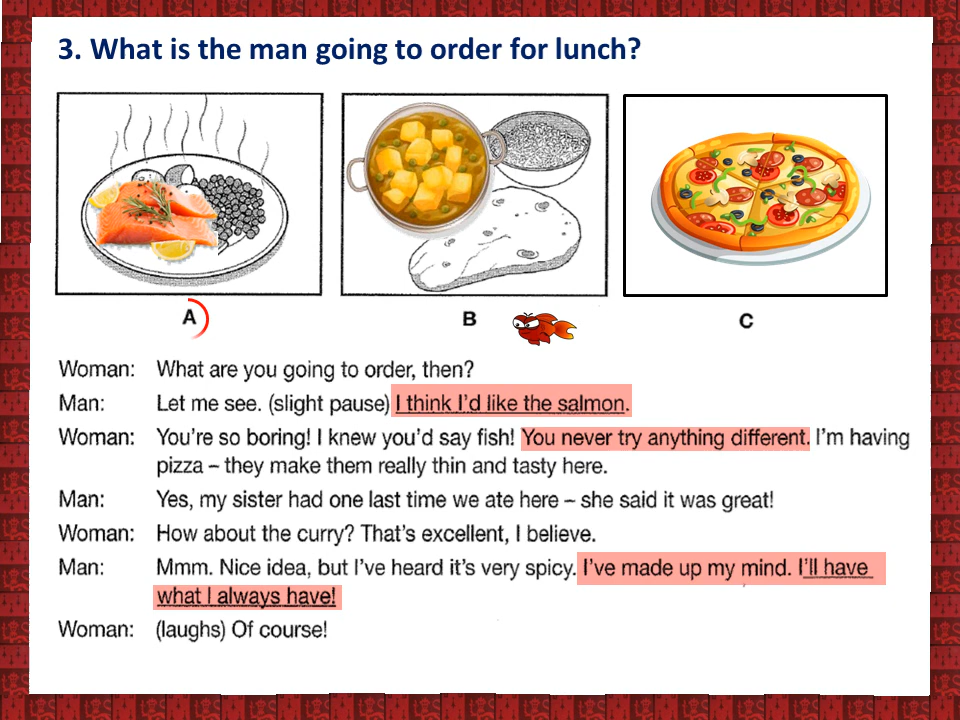 3. What is the man going to order for lunch?
A B C
Woman: What are you going to order, then?
Man: Let me see. (slight pause) I think I'd like the salmon.
Woman: You're so boring! I knew you'd say fish! You never try anything different. I'm having
pizza – they make them really thin and tasty here.
Man: Yes, my sister had one last time we ate here – she said it was great!
Woman: How about the curry? That's excellent, I believe.
Man: Mmm. Nice idea, but I've heard it's very spicy. I've made up my mind. I'll have
what I always have!
Woman: (laughs) Of course!